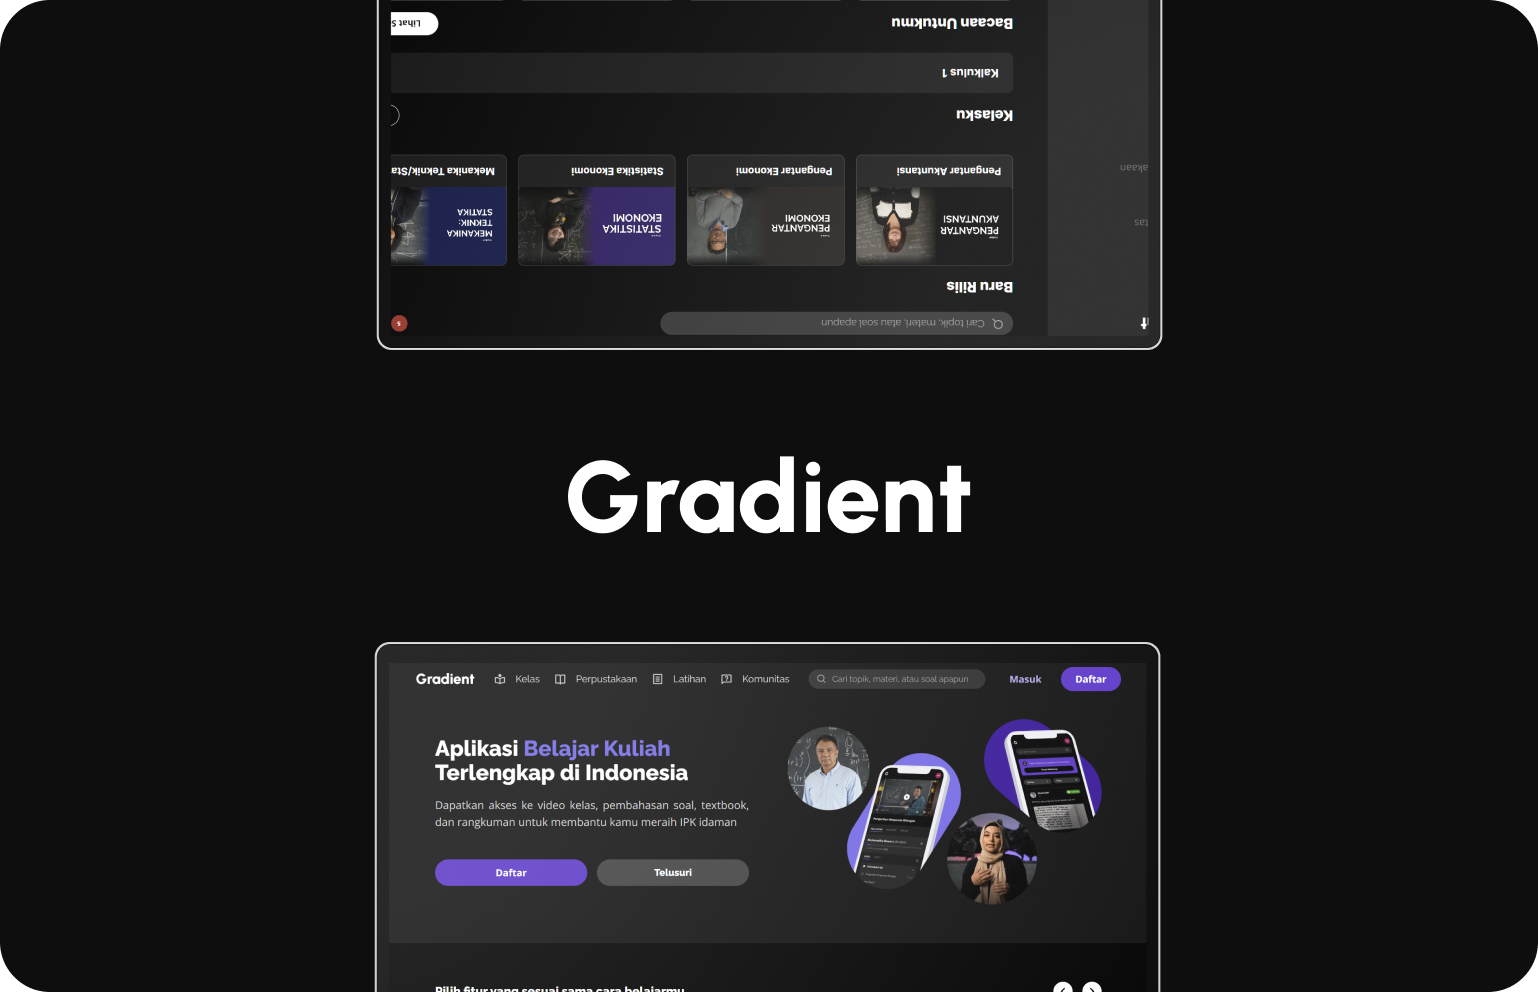 Lihat S
Bacaan Untukmu
Kalkulus 1
Kelasku
Mekanika Teknik/Sta
Statistika Ekonomi
Pengantar Ekonomi
Pengantar Akuntansi
akaan
MEKANIKA
TEKNIK:
STATIKA
STATISTIKA
EKONOMI
PENGANTAR
EKONOMI
PENGANTAR
AKUNTANSI
tas
Baru Rilis
Cari topik, materi, atau soal apapun
s
Gradient
Gradient
Kelas
Perpustakaan
Latihan
Komunitas
Cari topik, materi, atau soal apapun
Masuk
Daftar
Aplikasi Belajar Kuliah
Terlengkap di Indonesia
Dapatkan akses ke video kelas, pembahasan soal, textbook,
dan rangkuman untuk membantu kamu meraih IPK idaman
Daftar
Telusuri
Pilih fitur yang sesuai sama cara belajarmu